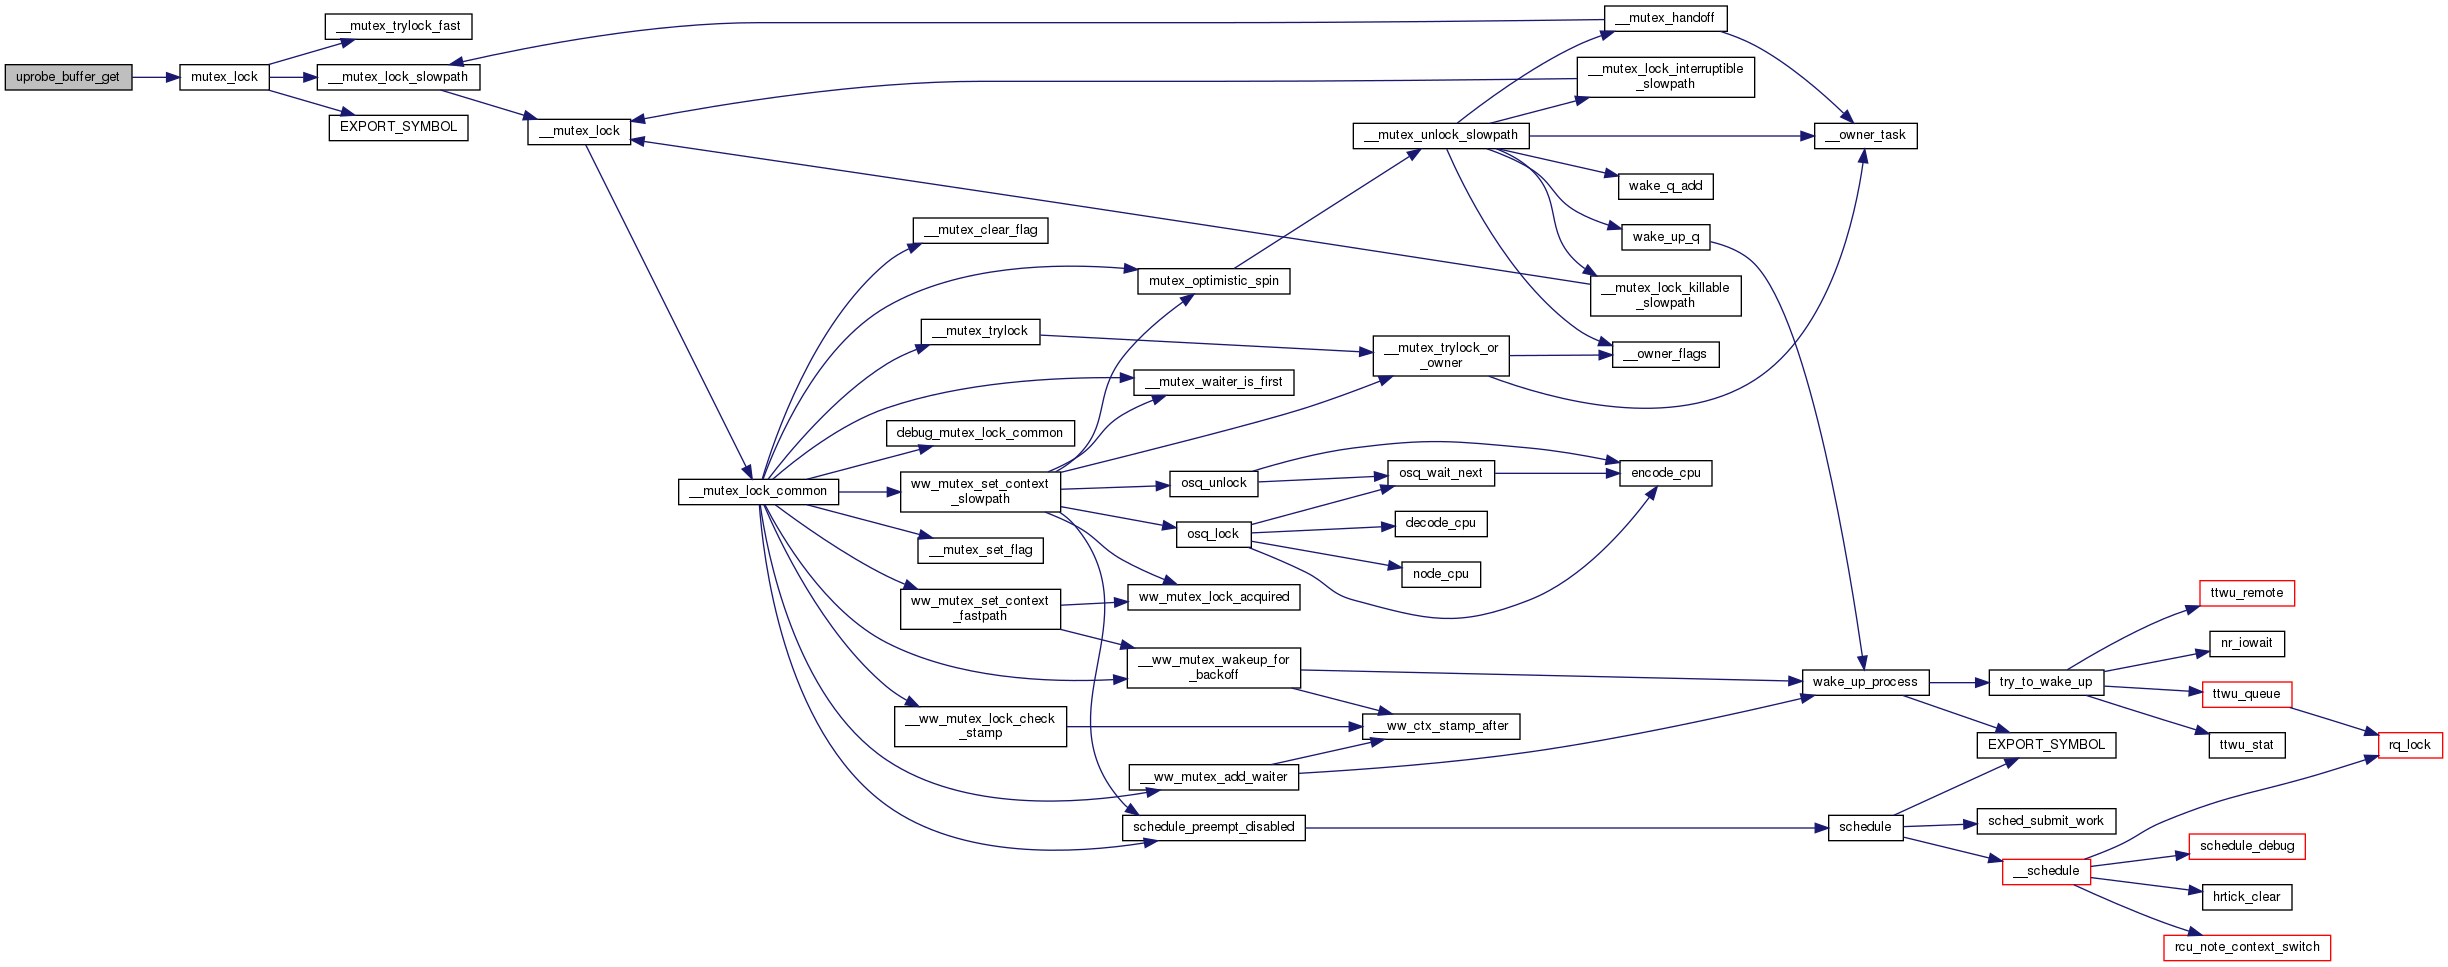 uprobe_buffer_get
mutex_lock
__mutex_trylock_fast
__mutex_lock_slowpath
EXPORT_SYMBOL
__mutex_lock
__mutex_lock_common
__mutex_clear_flag
mutex_optimistic_spin
__mutex_trylock
__mutex_waiter_is_first
debug_mutex_lock_common
ww_mutex_set_context
_slowpath
__mutex_set_flag
ww_mutex_set_context
_fastpath
__ww_mutex_lock_check
_stamp
osq_unlock
osq_lock
ww_mutex_lock_acquired
__ww_mutex_wakeup_for
_backoff
__ww_mutex_add_waiter
schedule_preempt_disabled
__mutex_unlock_slowpath
__mutex_trylock_or
_owner
osq_wait_next
decode_cpu
node_cpu
__ww_ctx_stamp_after
__mutex_handoff
__mutex_lock_interruptible
_slowpath
__owner_task
wake_q_add
wake_up_q
__mutex_lock_killable
_slowpath
__owner_flags
encode_cpu
wake_up_process
schedule
try_to_wake_up
EXPORT_SYMBOL
sched_submit_work
__schedule
ttwu_remote
nr_iowait
ttwu_queue
ttwu_stat
rq_lock
schedule_debug
hrtick_clear
rcu_note_context_switch